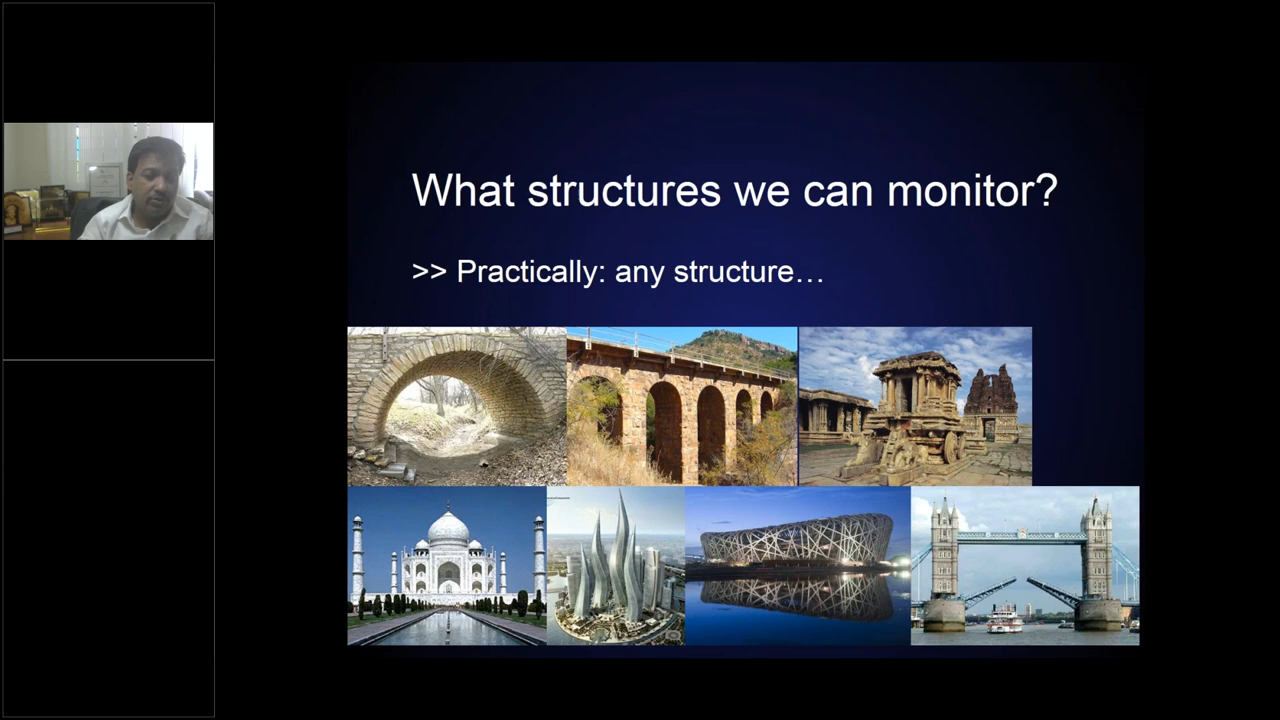 What structures we can monitor?
>> Practically: any structure…